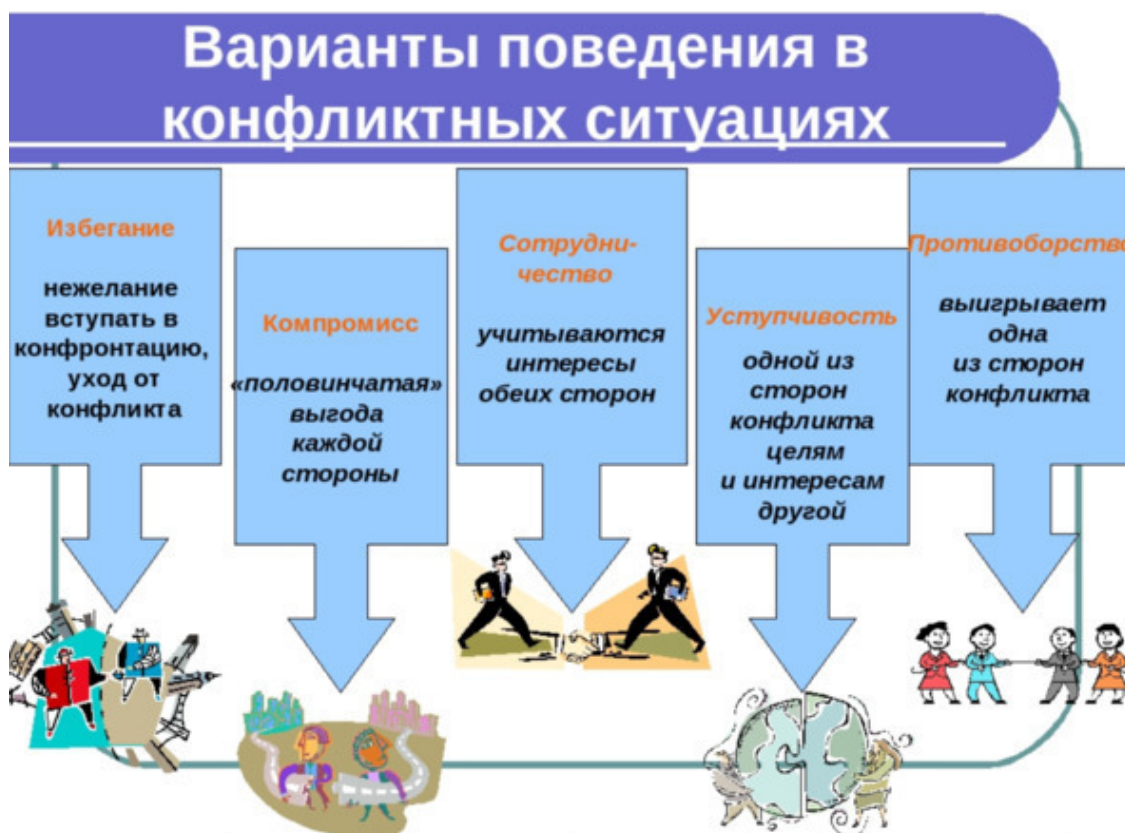 Варианты поведения в
конфликтных ситуациях
Избегание
нежелание
вступать в
конфронтацию,
уход от
конфликта
Компромисс
«половинчатая»
выгода
каждой
стороны
Сотрудни-
чество
учитываются
интересы
обеих сторон
Уступчивость
одной из
сторон
конфликта
целям
и интересам
другой
Противоборство
выигрывает
одна
из сторон
конфликта